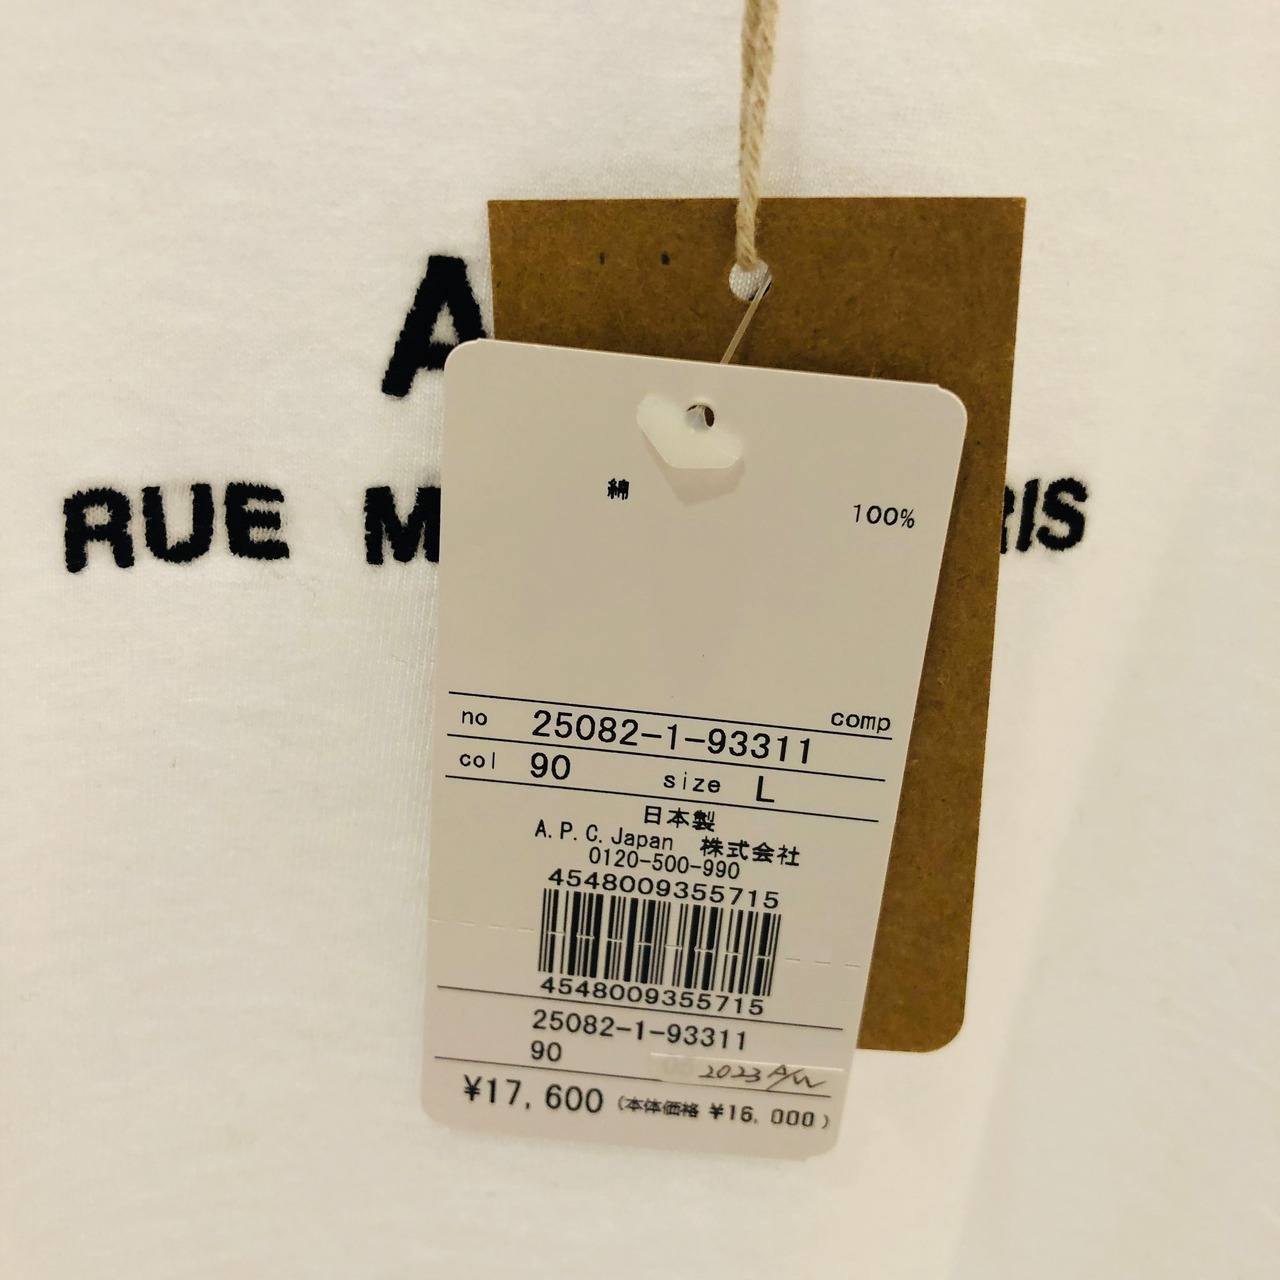 A
RUE M RIS
綿
100%
comp
no 25082-1-93311
col 90 size L
日本製
A.P.C.Japan 株式会社
0120-500-990
4548009355715
4548009355715
25082-1-93311
90
2023 A/W
¥17,600 (本体価格 ¥16,000)